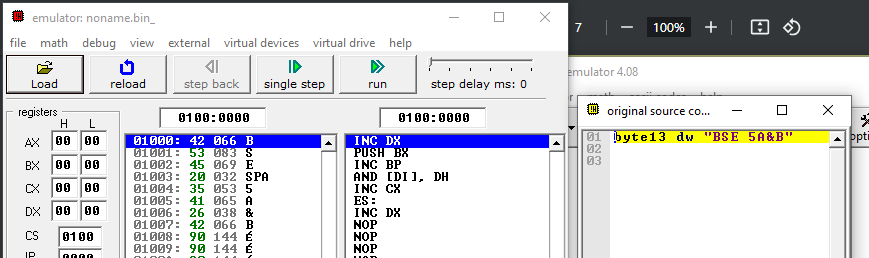 emulator: noname.bin_
file math debug view external virtual devices virtual drive help
Load reload step back single step run step delay ms: 0
registers
H L
AX 00 00
BX 00 00
CX 00 00
DX 00 00
CS 0100
0000
0100:0000
01000: 42 066 B
01001: 53 083 S
01002: 45 069 E
01003: 20 032 SPA
01004: 35 053 5
01005: 41 065 A
01006: 26 038 &
01007: 42 066 B
01008: 90 144 É
01009: 90 144 É
0100:0000
INC DX
PUSH BX
INC BP
AND [DI], DH
INC CX
ES:
INC DX
NOP
NOP
NOP
7 100%
emulator 4.08
original source co...
01 byte13 dw "BSE 5A&B"
02
03
opti